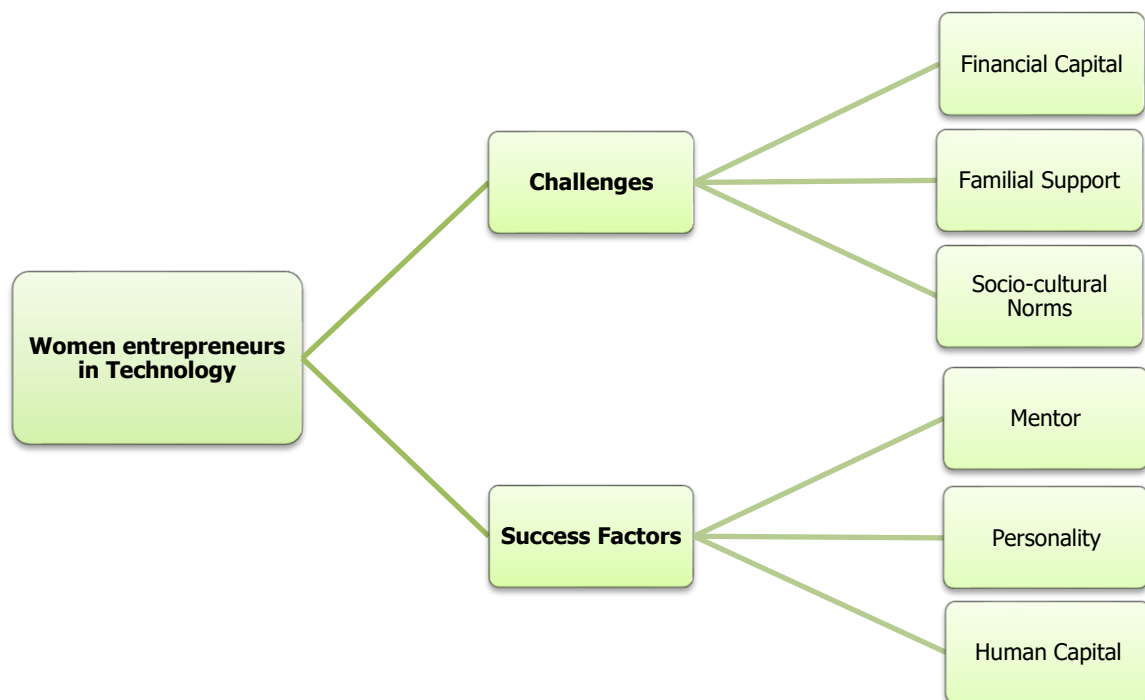 Financial Capital
Familial Support
Challenges
Socio-cultural
Norms
Women entrepreneurs
in Technology
Mentor
Success Factors
Personality
Human Capital